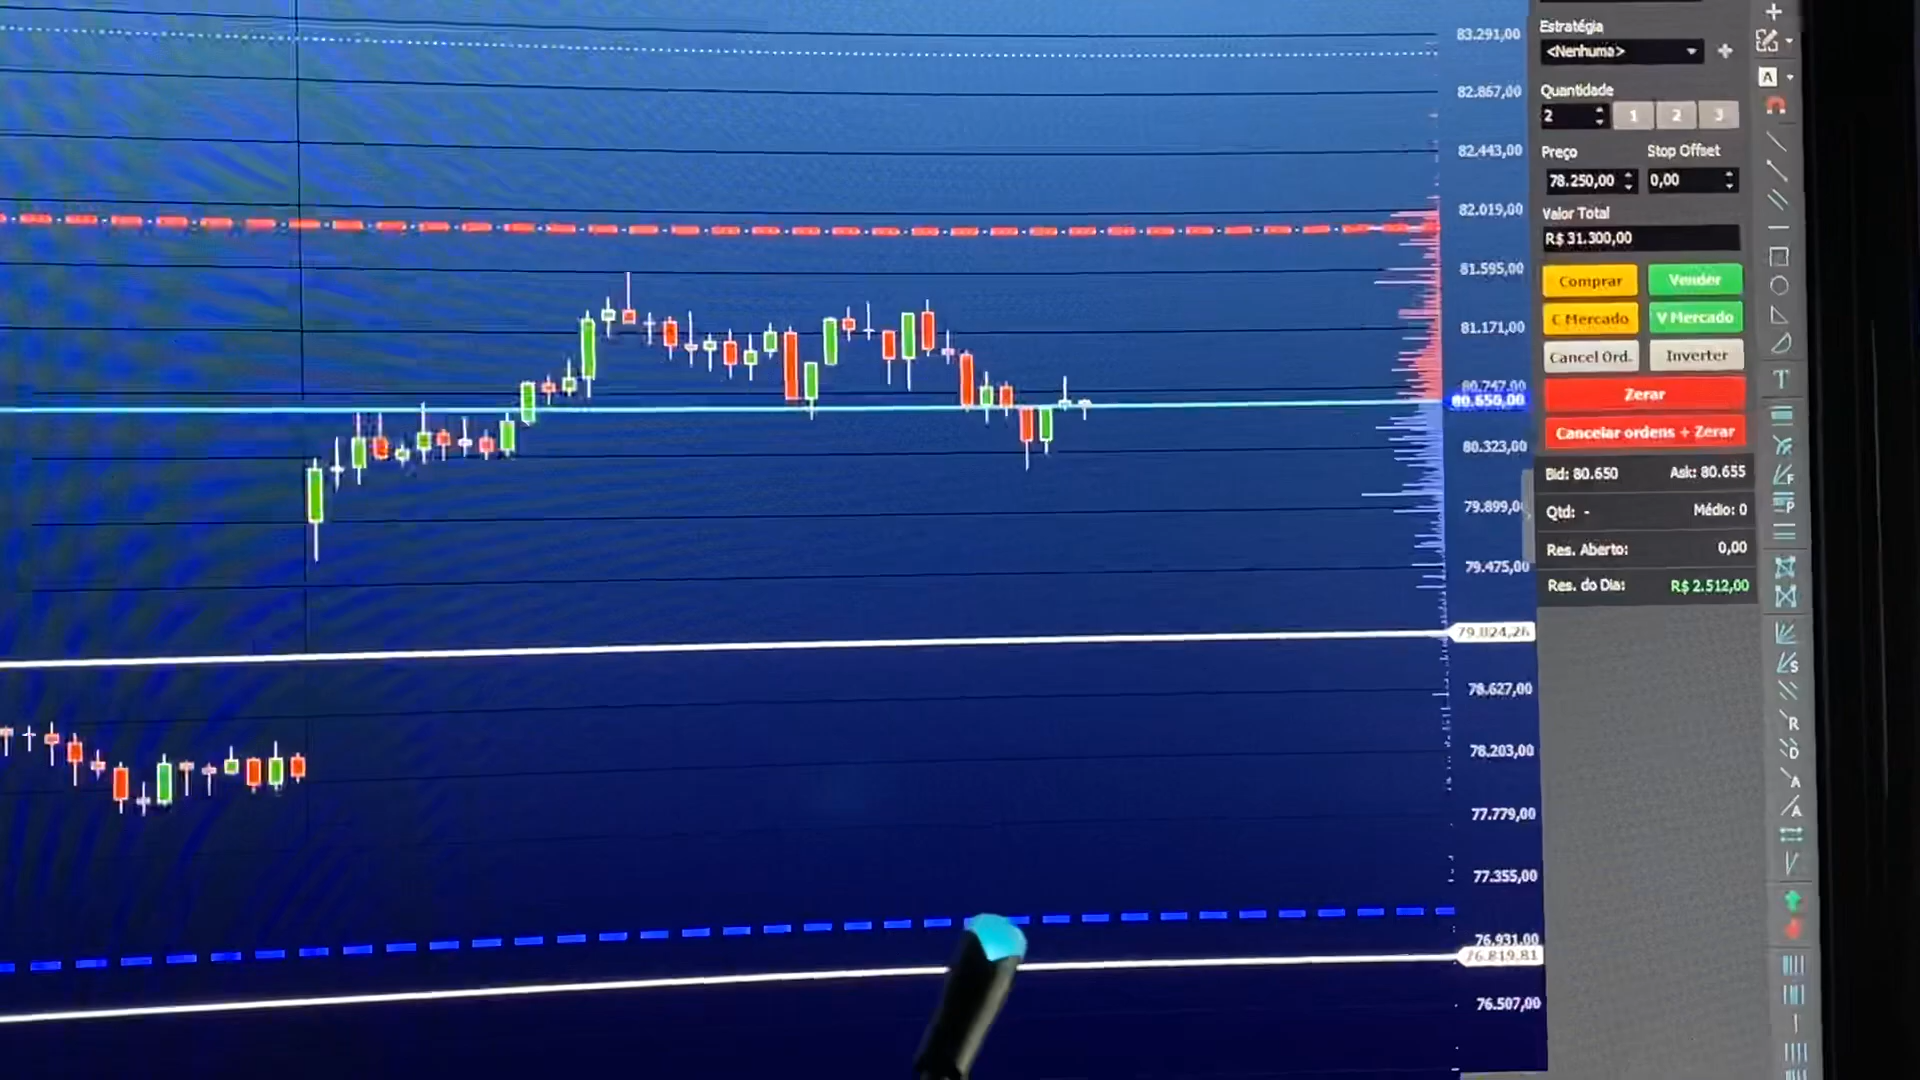 83.291,00
82.867,00
82.443,00
82.019,00
81.595,00
81.171,00
80.747,00
80.650,00
80.323,00
79.899,00
79.475,00
79.024,26
78.627,00
78.203,00
77.779,00
77.355,00
76.931,00
76.819,81
76.507,00
Estratégia
<Nenhuma>
Quantidade
2 1 2 3
Preço Stop Offset
78.250,00 0,00
Valor Total
R$ 31.300,00
Comprar Vender
C Mercado V Mercado
Cancel Ord. Inverter
Zerar
Cancelar ordens + Zerar
Bid: 80.650 Ask: 80.655
Qtd: - Médio: 0
Res. Aberto: 0,00
Res. do Dia: R$ 2.512,00
A
T
F
P
S
R
D
A
A